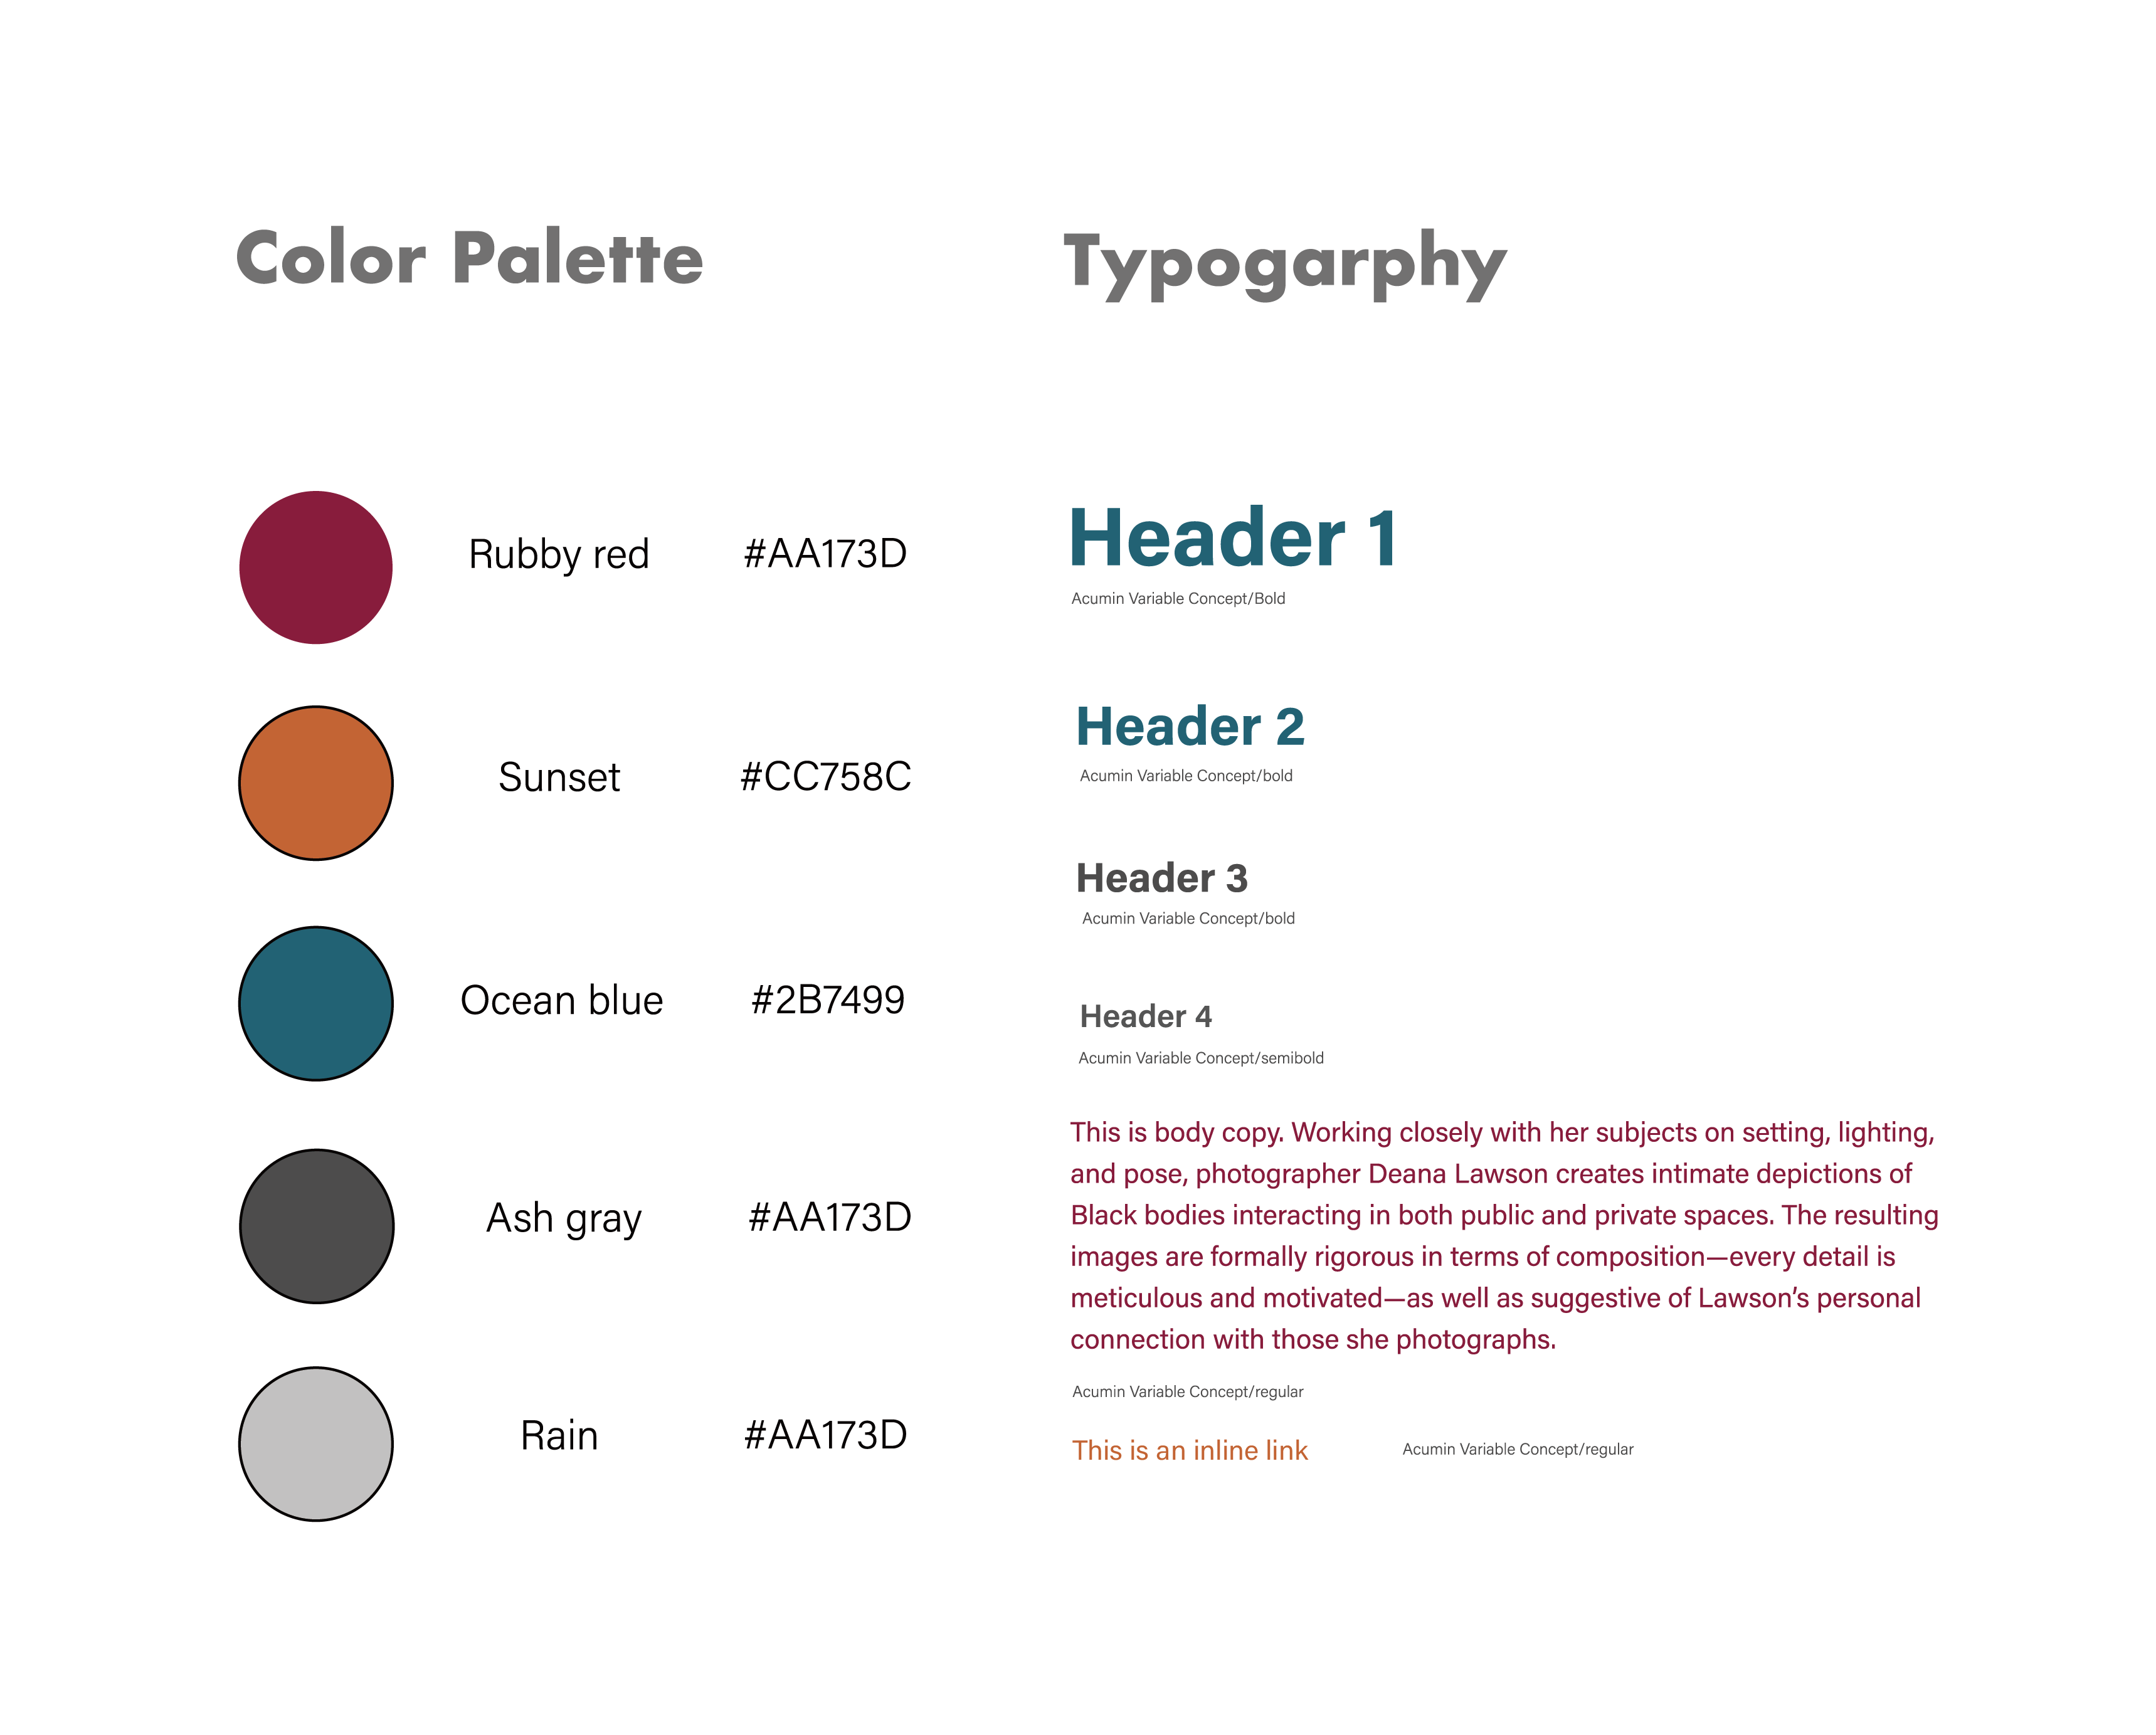 Color Palette
Rubby red #AA173D
Sunset #CC758C
Ocean blue #2B7499
Ash gray #AA173D
Rain #AA173D
Typogarphy
Header 1
Acumin Variable Concept/Bold
Header 2
Acumin Variable Concept/bold
Header 3
Acumin Variable Concept/bold
Header 4
Acumin Variable Concept/semibold
This is body copy. Working closely with her subjects on setting, lighting,
and pose, photographer Deana Lawson creates intimate depictions of
Black bodies interacting in both public and private spaces. The resulting
images are formally rigorous in terms of composition—every detail is
meticulous and motivated—as well as suggestive of Lawson’s personal
connection with those she photographs.
Acumin Variable Concept/regular
This is an inline link Acumin Variable Concept/regular